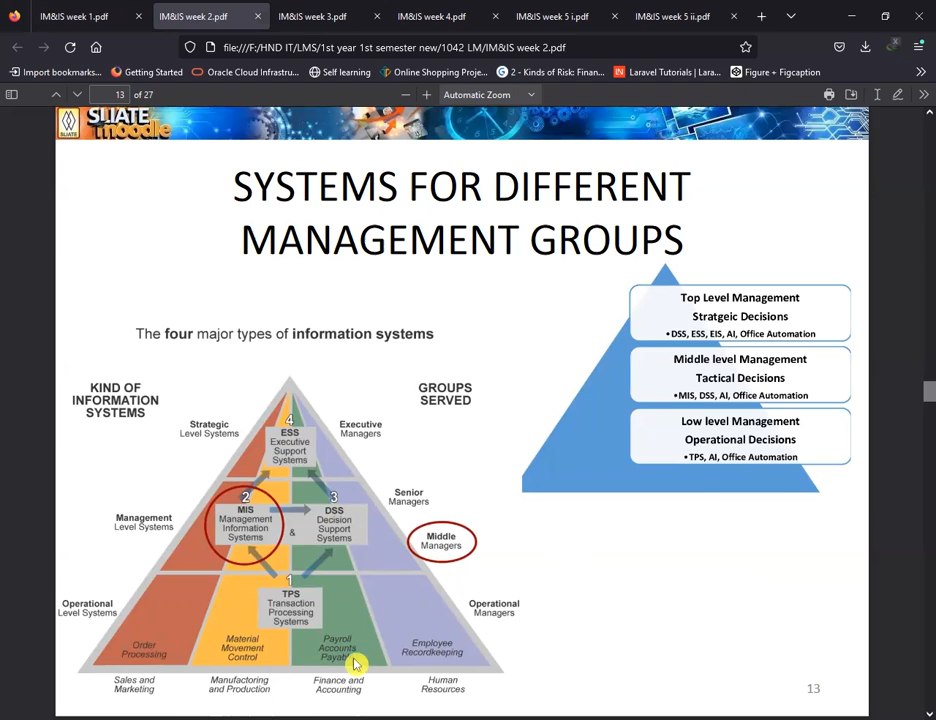 IM&IS week 1.pdf
IM&IS week 2.pdf
IM&IS week 3.pdf
IM&IS week 4.pdf
IM&IS week 5 i.pdf
IM&IS week 5 ii.pdf
file:///F:/HND IT/LMS/1st year 1st semester new/1042 LM/IM&IS week 2.pdf
Import bookmarks...
Getting Started
Oracle Cloud Infrastru...
Self learning
Online Shopping Proje...
2 - Kinds of Risk: Finan...
Laravel Tutorials | Lara...
Figure + Figcaption
13 of 27
Automatic Zoom
SLIATE
moodle
SYSTEMS FOR DIFFERENT
MANAGEMENT GROUPS
The four major types of information systems
KIND OF
INFORMATION
SYSTEMS
GROUPS
SERVED
Strategic
Level Systems
4
ESS
Executive
Support
Systems
Executive
Managers
Senior
Managers
Management
Level Systems
2
MIS
Management
Information
Systems
&
3
DSS
Decision
Support
Systems
Middle
Managers
Operational
Level Systems
1
TPS
Transaction
Processing
Systems
Operational
Managers
Order
Processing
Material
Movement
Control
Payroll
Accounts
Payable
Employee
Recordkeeping
Sales and
Marketing
Manufacturing
and Production
Finance and
Accounting
Human
Resources
Top Level Management
Stratgeic Decisions
•DSS, ESS, EIS, AI, Office Automation
Middle level Management
Tactical Decisions
•MIS, DSS, AI, Office Automation
Low level Management
Operational Decisions
•TPS, AI, Office Automation
13